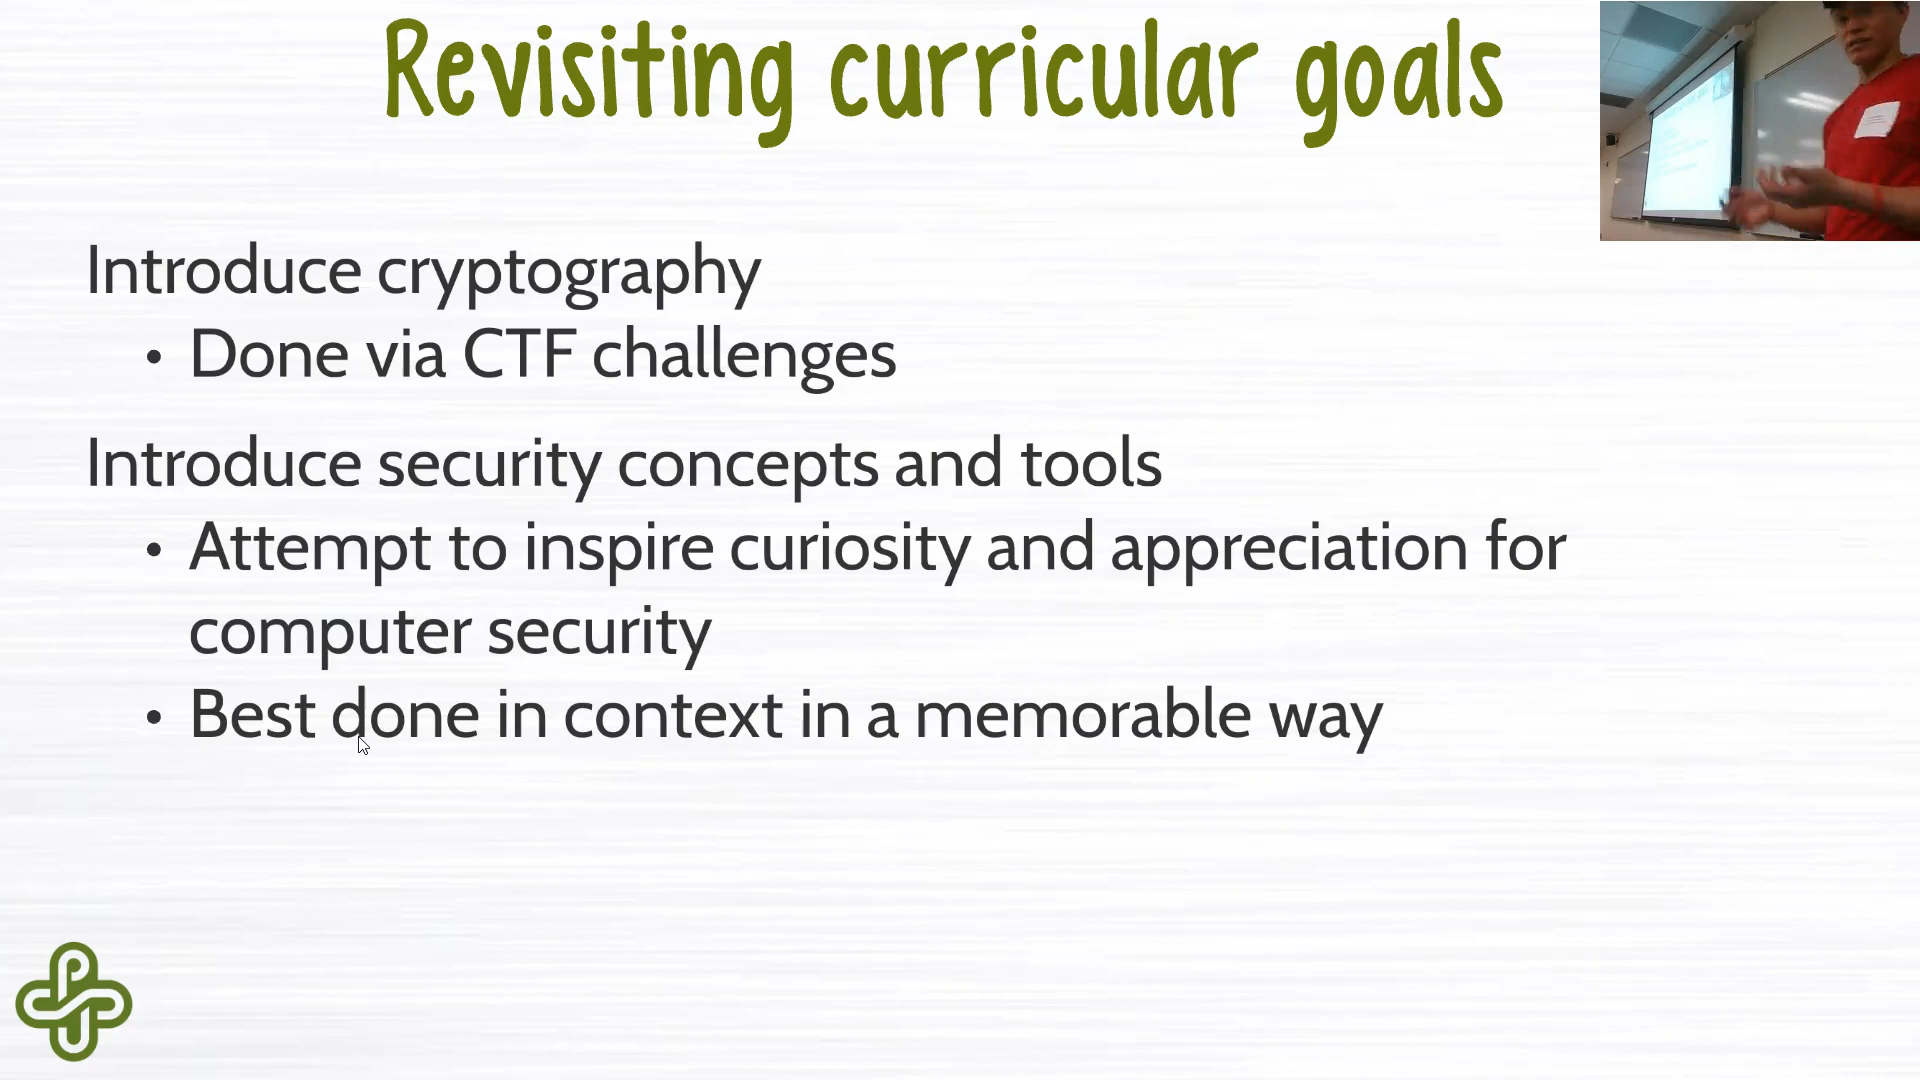 Revisiting curricular goals
Introduce cryptography
• Done via CTF challenges
Introduce security concepts and tools
• Attempt to inspire curiosity and appreciation for
computer security
• Best done in context in a memorable way